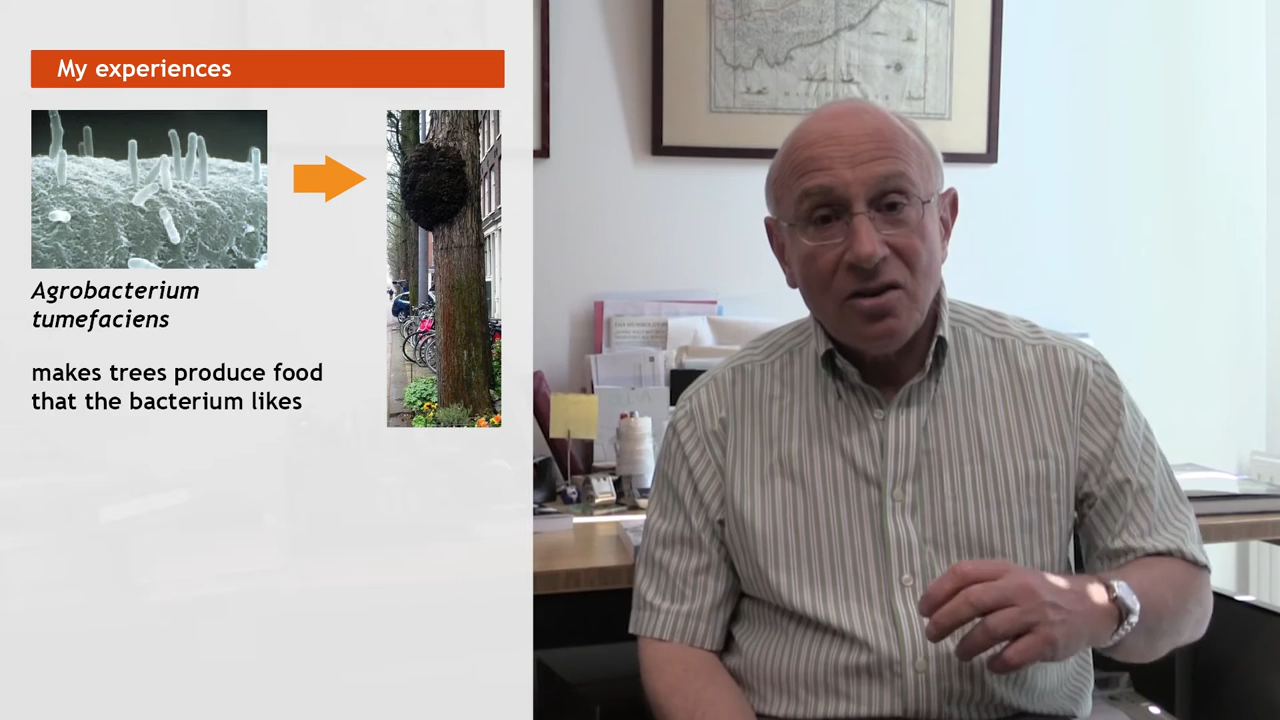 My experiences
Agrobacterium
tumefaciens
makes trees produce food
that the bacterium likes